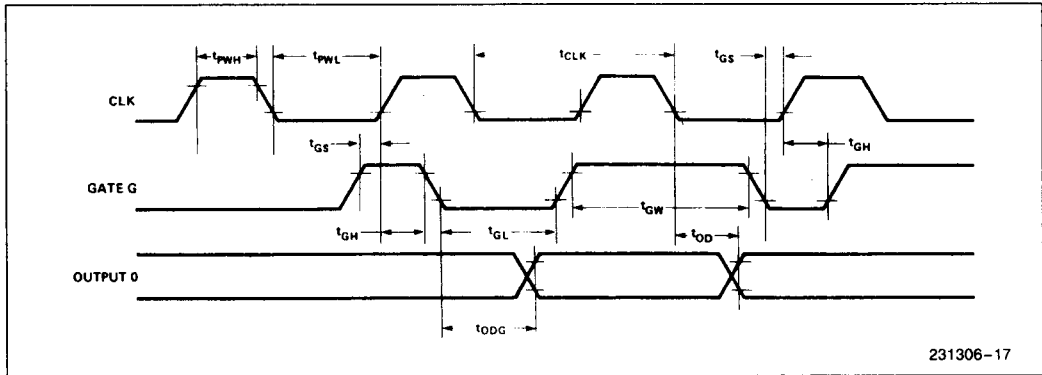 tPWH
tPWL
tCLK
tGS
CLK
tGS
tGH
GATE G
tGW
tGH
tGL
tOD
OUTPUT 0
tODG
231306-17